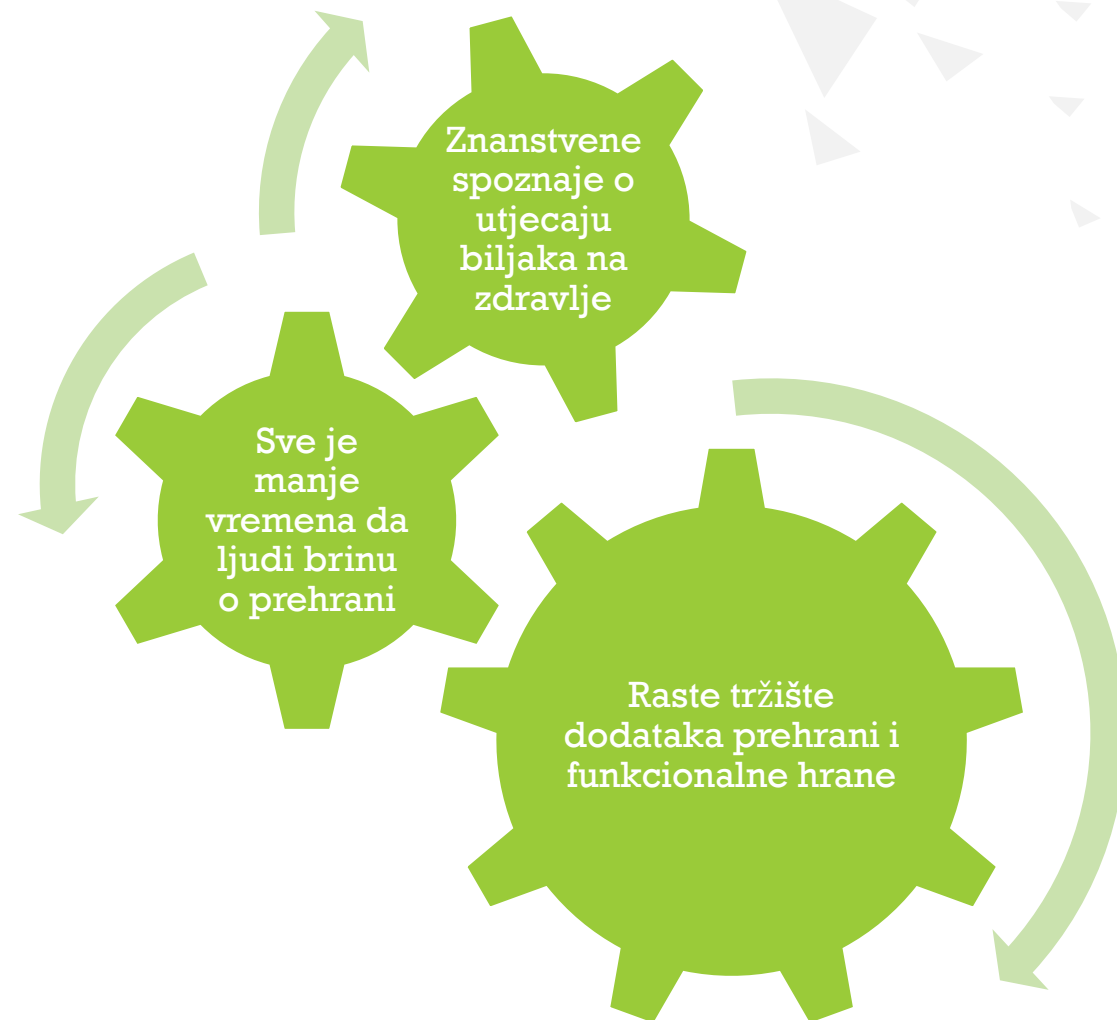 Znanstvene
spoznaje o
utjecaju
biljaka na
zdravlje
Sve je
manje
vremena da
ljudi brinu
o prehrani
Raste tržište
dodataka prehrani i
funkcionalne hrane